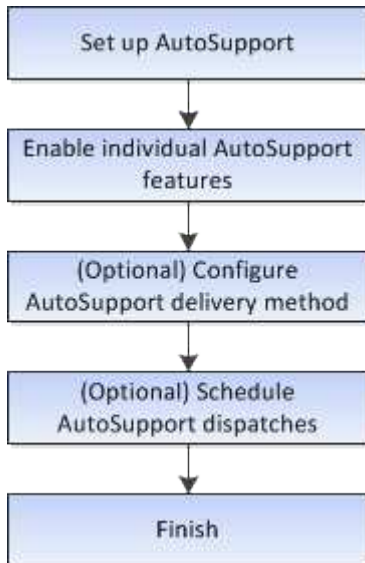 Set up AutoSupport
Enable individual AutoSupport
features
(Optional) Configure
AutoSupport delivery method
(Optional) Schedule
AutoSupport dispatches
Finish